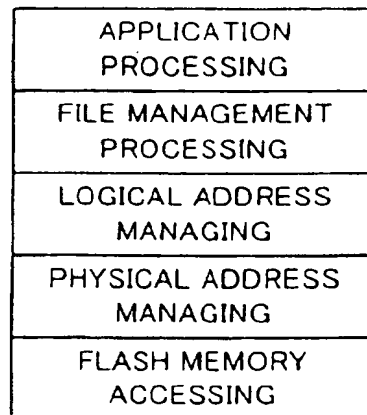 APPLICATION
PROCESSING
FILE MANAGEMENT
PROCESSING
LOGICAL ADDRESS
MANAGING
PHYSICAL ADDRESS
MANAGING
FLASH MEMORY
ACCESSING